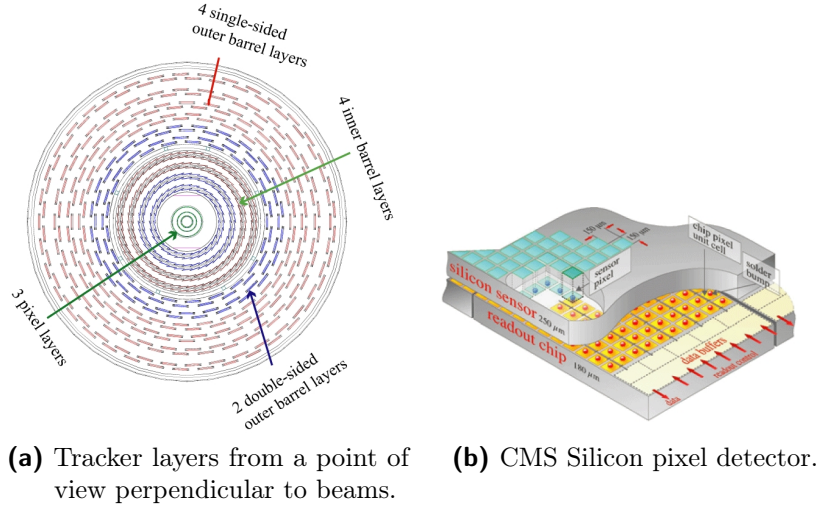 4 single-sided
outer barrel layers
4 inner barrel layers
3 pixel layers
2 double-sided
outer barrel layers
150 µm
150 µm
chip pixel
unit cell
solder
bump
sensor
pixel
silicon sensor
250 µm
readout chip
180 µm
data buffers
readout control
data
(a) Tracker layers from a point of
view perpendicular to beams.
(b) CMS Silicon pixel detector.